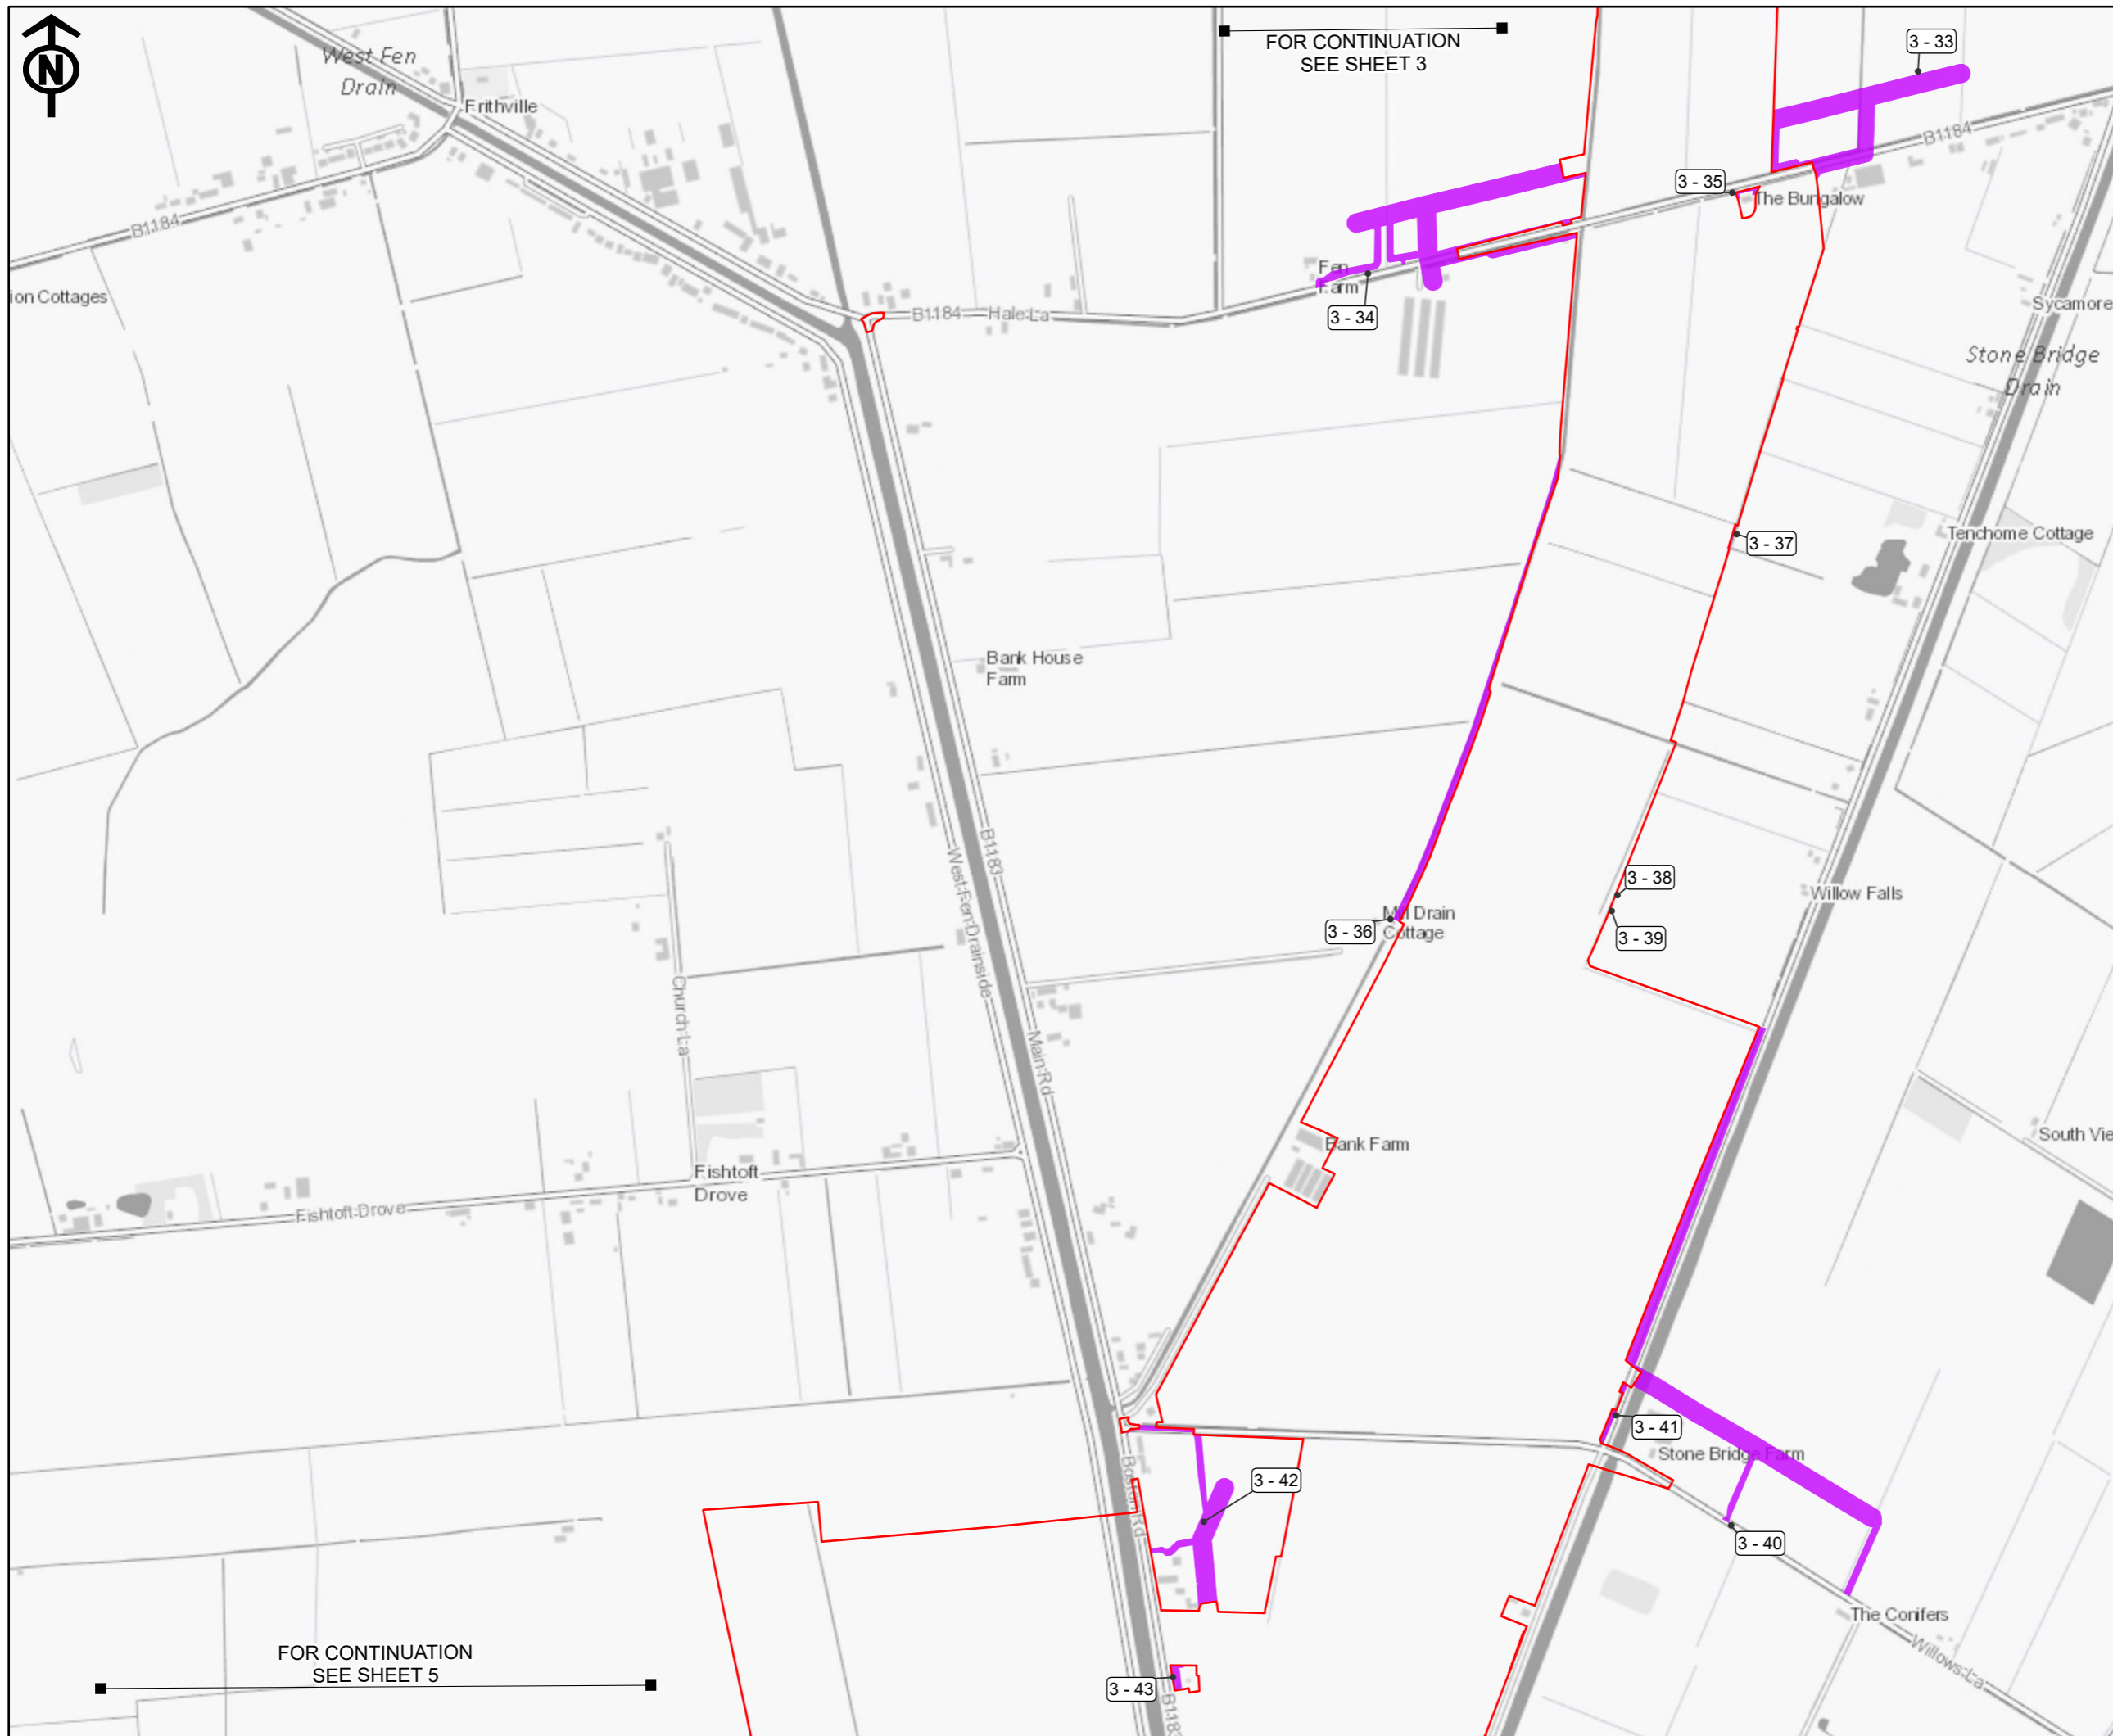 N
FOR CONTINUATION
SEE SHEET 3
3 - 33
West Fen
Drain
Frithville
B1184
B1184
3 - 35
The Bungalow
ion Cottages
Fen
Farm
3 - 34
B1184
Hale La
Sycamore
Stone Bridge
Drain
3 - 37
Tenchome Cottage
Bank House
Farm
B1183
West Fen Drainside
3 - 38
Willow Falls
3 - 36
Mill Drain
Cottage
3 - 39
Church La
Main Rd
Bank Farm
South Vie
Fishtoft
Drove
Fishtoft Drove
3 - 41
Stone Bridge Farm
3 - 42
Boston Rd
3 - 40
The Conifers
Willows La
FOR CONTINUATION
SEE SHEET 5
3 - 43
B1183